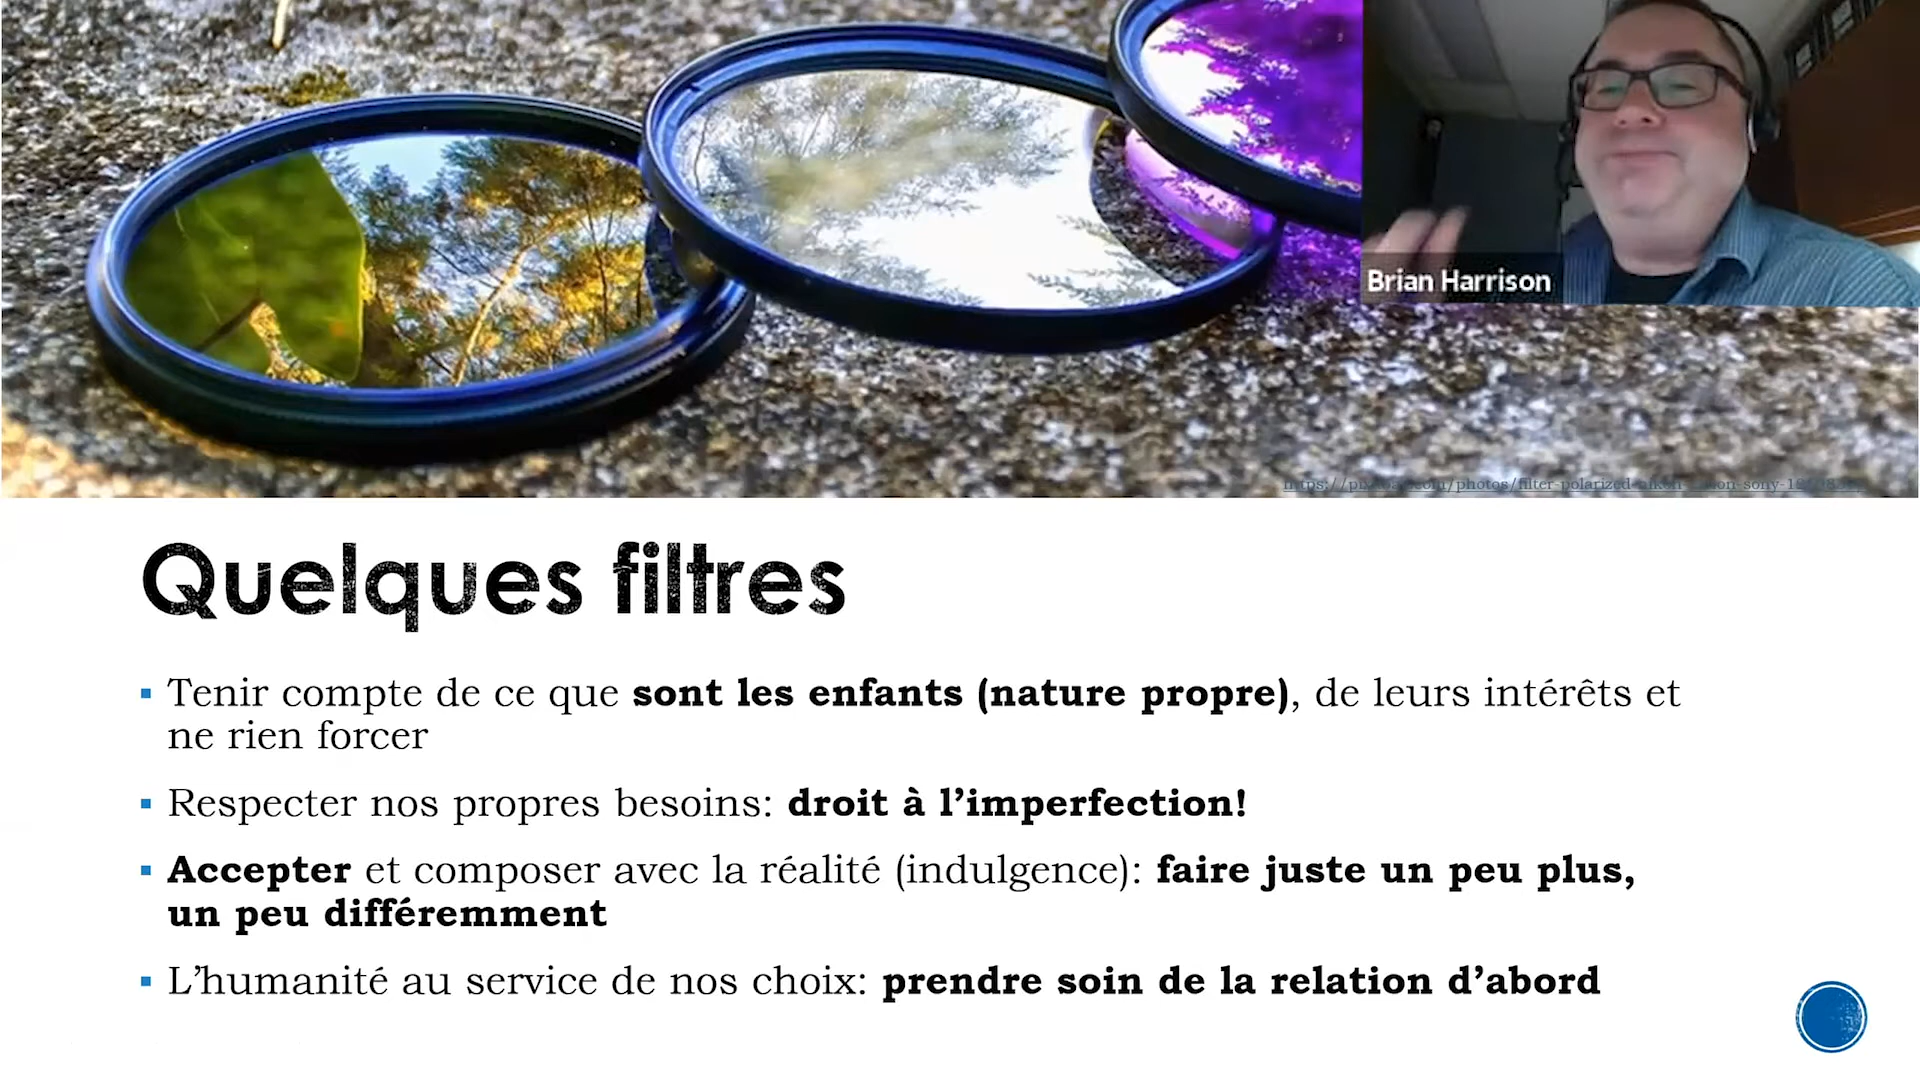 Brian Harrison
Quelques filtres
▪ Tenir compte de ce que sont les enfants (nature propre), de leurs intérêts et
ne rien forcer
▪ Respecter nos propres besoins: droit à l’imperfection!
▪ Accepter et composer avec la réalité (indulgence): faire juste un peu plus,
un peu différemment
▪ L’humanité au service de nos choix: prendre soin de la relation d’abord